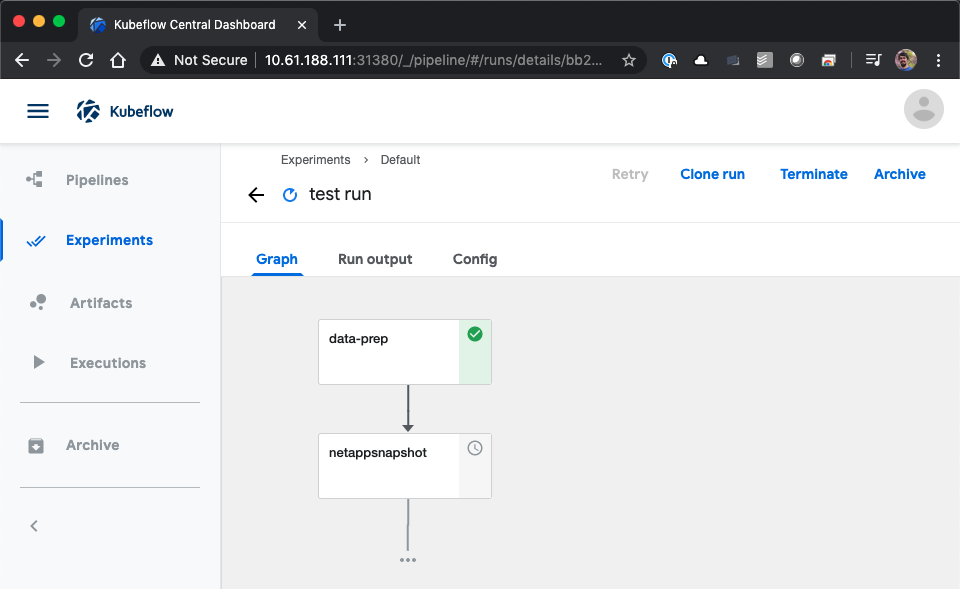 Kubeflow Central Dashboard
Not Secure
10.61.188.111:31380/_/pipeline/#/runs/details/bb2...
Kubeflow
Pipelines
Experiments
Artifacts
Executions
Archive
Experiments > Default
test run
Retry
Clone run
Terminate
Archive
Graph
Run output
Config
data-prep
netappsnapshot